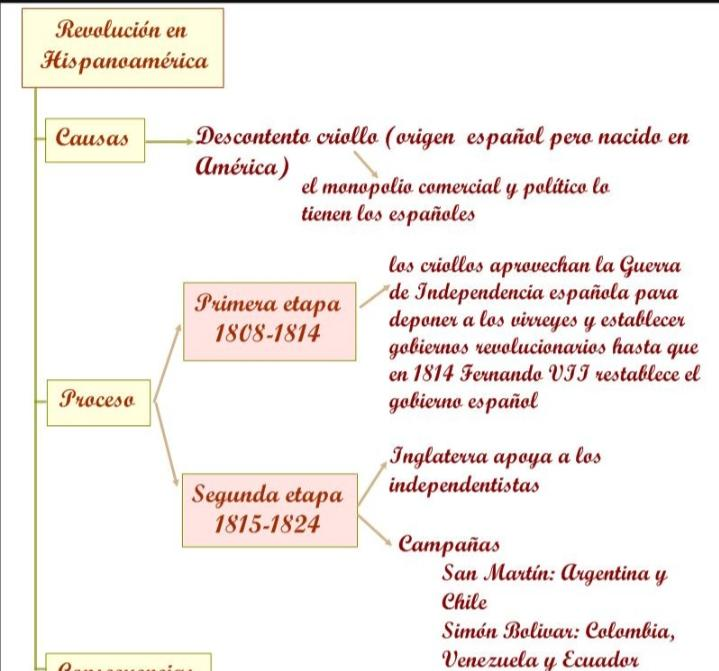 Revolución en
Hispanoamérica
Causas
Descontento criollo (origen español pero nacido en
América)
el monopolio comercial y político lo
tienen los españoles
Proceso
Primera etapa
1808-1814
los criollos aprovechan la Guerra
de Independencia española para
deponer a los virreyes y establecer
gobiernos revolucionarios hasta que
en 1814 Fernando VII restablece el
gobierno español
Segunda etapa
1815-1824
Inglaterra apoya a los
independentistas
Campañas
San Martín: Argentina y
Chile
Simón Bolivar: Colombia,
Venezuela y Ecuador
Consecuencias